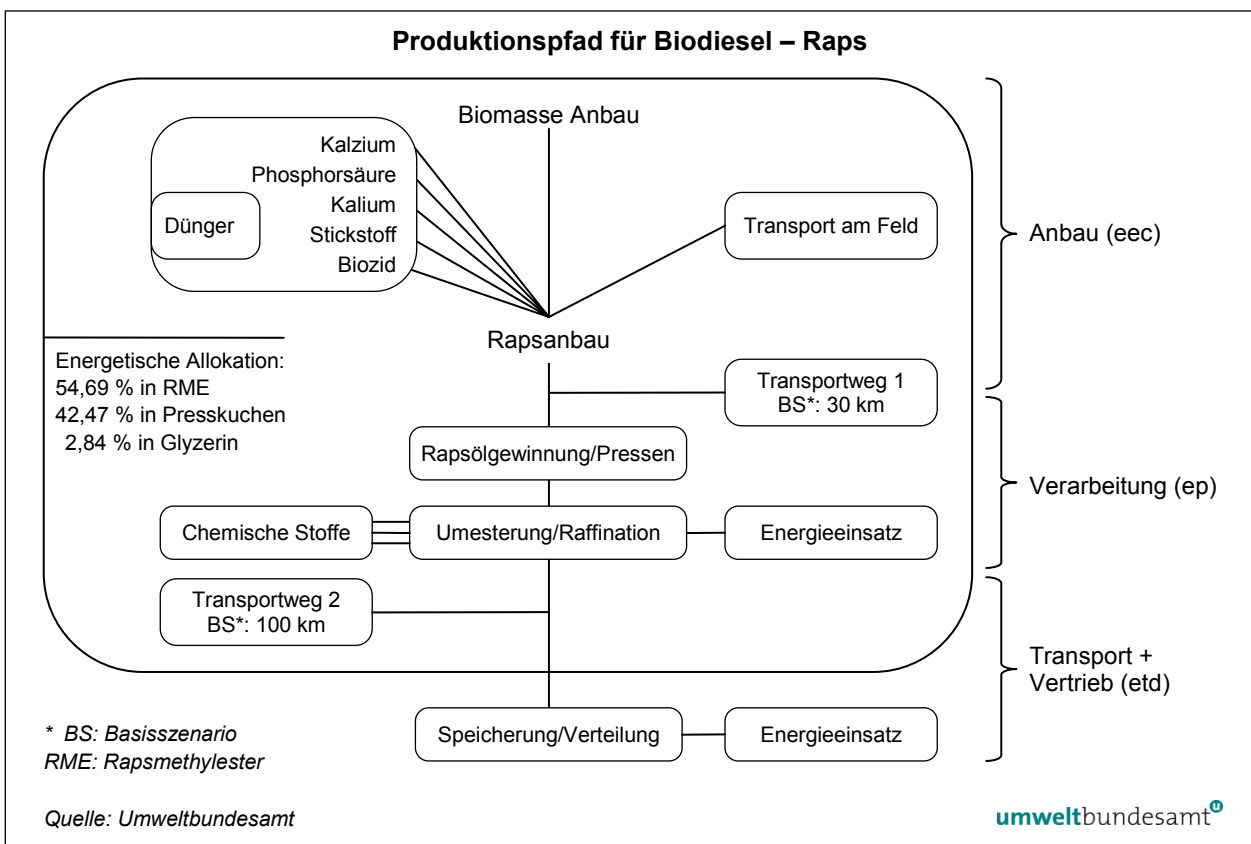 Produktionspfad für Biodiesel – Raps
Biomasse Anbau
Kalzium
Phosphorsäure
Kalium
Stickstoff
Biozid
Dünger
Transport am Feld
Anbau (eec)
Rapsanbau
Energetische Allokation:
54,69 % in RME
42,47 % in Presskuchen
2,84 % in Glyzerin
Transportweg 1
BS*: 30 km
Rapsölgewinnung/Pressen
Verarbeitung (ep)
Chemische Stoffe
Umesterung/Raffination
Energieeinsatz
Transportweg 2
BS*: 100 km
Transport +
Vertrieb (etd)
Speicherung/Verteilung
Energieeinsatz
* BS: Basisszenario
RME: Rapsmethylester
Quelle: Umweltbundesamt
umweltbundesamt
u